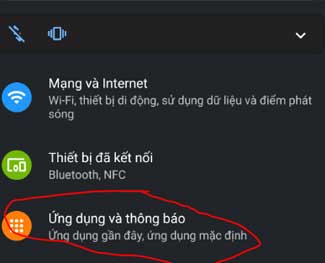 Mạng và Internet
Wi-Fi, thiết bị di động, sử dụng dữ liệu và điểm phát
sóng
Thiết bị đã kết nối
Bluetooth, NFC
Ứng dụng và thông báo
Ứng dụng gần đây, ứng dụng mặc định